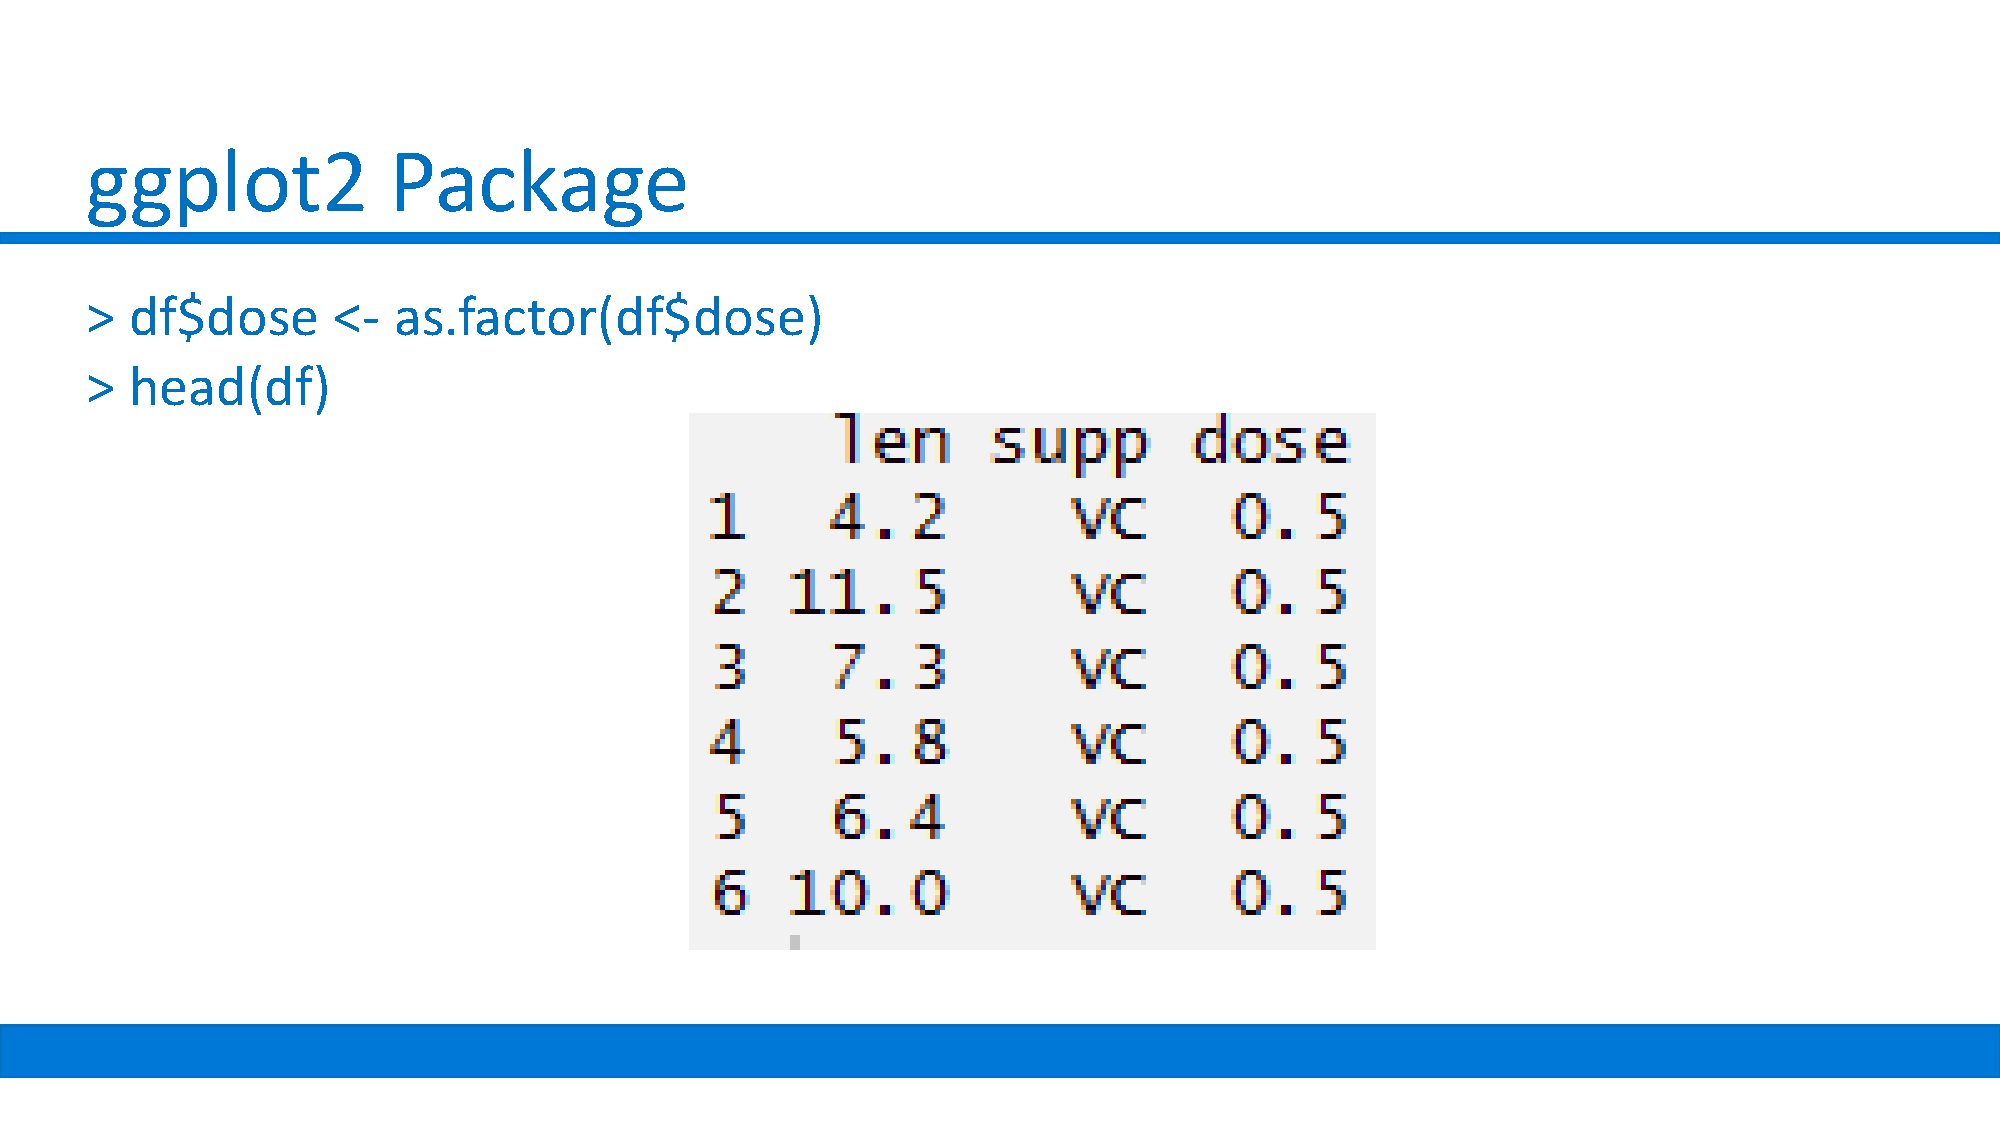 ggplot2 Package
> df$dose <- as.factor(df$dose)
> head(df)
len supp dose
1 4.2 VC 0.5
2 11.5 VC 0.5
3 7.3 VC 0.5
4 5.8 VC 0.5
5 6.4 VC 0.5
6 10.0 VC 0.5